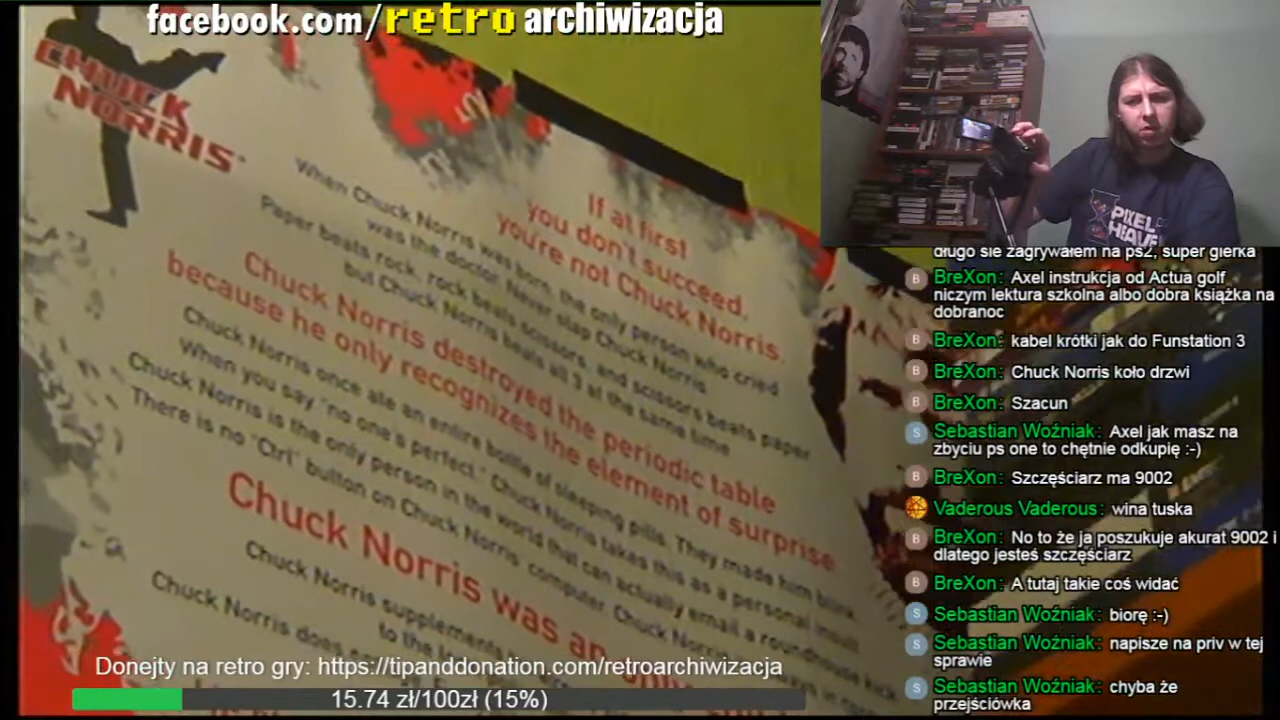 facebook.com/retro archiwizacja
CHUCK
NORRIS
If at first
you don't succeed.
you're not Chuck Norris.
When Chuck Norris was born the only person who cried
was the doctor. Never slap Chuck Norris
Paper beats rock, rock beats scissors, and scissors beats paper
but Chuck Norris beats all 3 at the same time
Chuck Norris destroyed the periodic table
because he only recognizes the element of surprise
Chuck Norris once ate an entire bottle of sleeping pills. They made him blink
When you say "no one's perfect." Chuck Norris takes this as a personal insult
Chuck Norris is the only person in the world that can actually email a roundhouse kick
There is no "Ctrl" button on Chuck Norris' computer. Chuck Norris
Chuck Norris was an
Chuck Norris
to the
Chuck Norris
PIXEL
HEAVE
długo sie zagrywałem na ps2, super gierka
BreXon: Axel instrukcja od Actua golf
niczym lektura szkolna albo dobra książka na
dobranoc
BreXon: kabel krótki jak do Funstation 3
BreXon: Chuck Norris koło drzwi
BreXon: Szacun
Sebastian Woźniak: Axel jak masz na
zbyciu ps one to chętnie odkupię :-)
BreXon: Szczęściarz ma 9002
Vaderous Vaderous: wina tuska
BreXon: No to że ja poszukuje akurat 9002 i
dlatego jesteś szczęściarz
BreXon: A tutaj takie coś widać
Sebastian Woźniak: biorę :-)
Sebastian Woźniak: napisze na priv w tej
sprawie
Sebastian Woźniak: chyba że
przejściówka
Donejty na retro gry: https://tipanddonation.com/retroarchiwizacja
15.74 zł/100zł (15%)